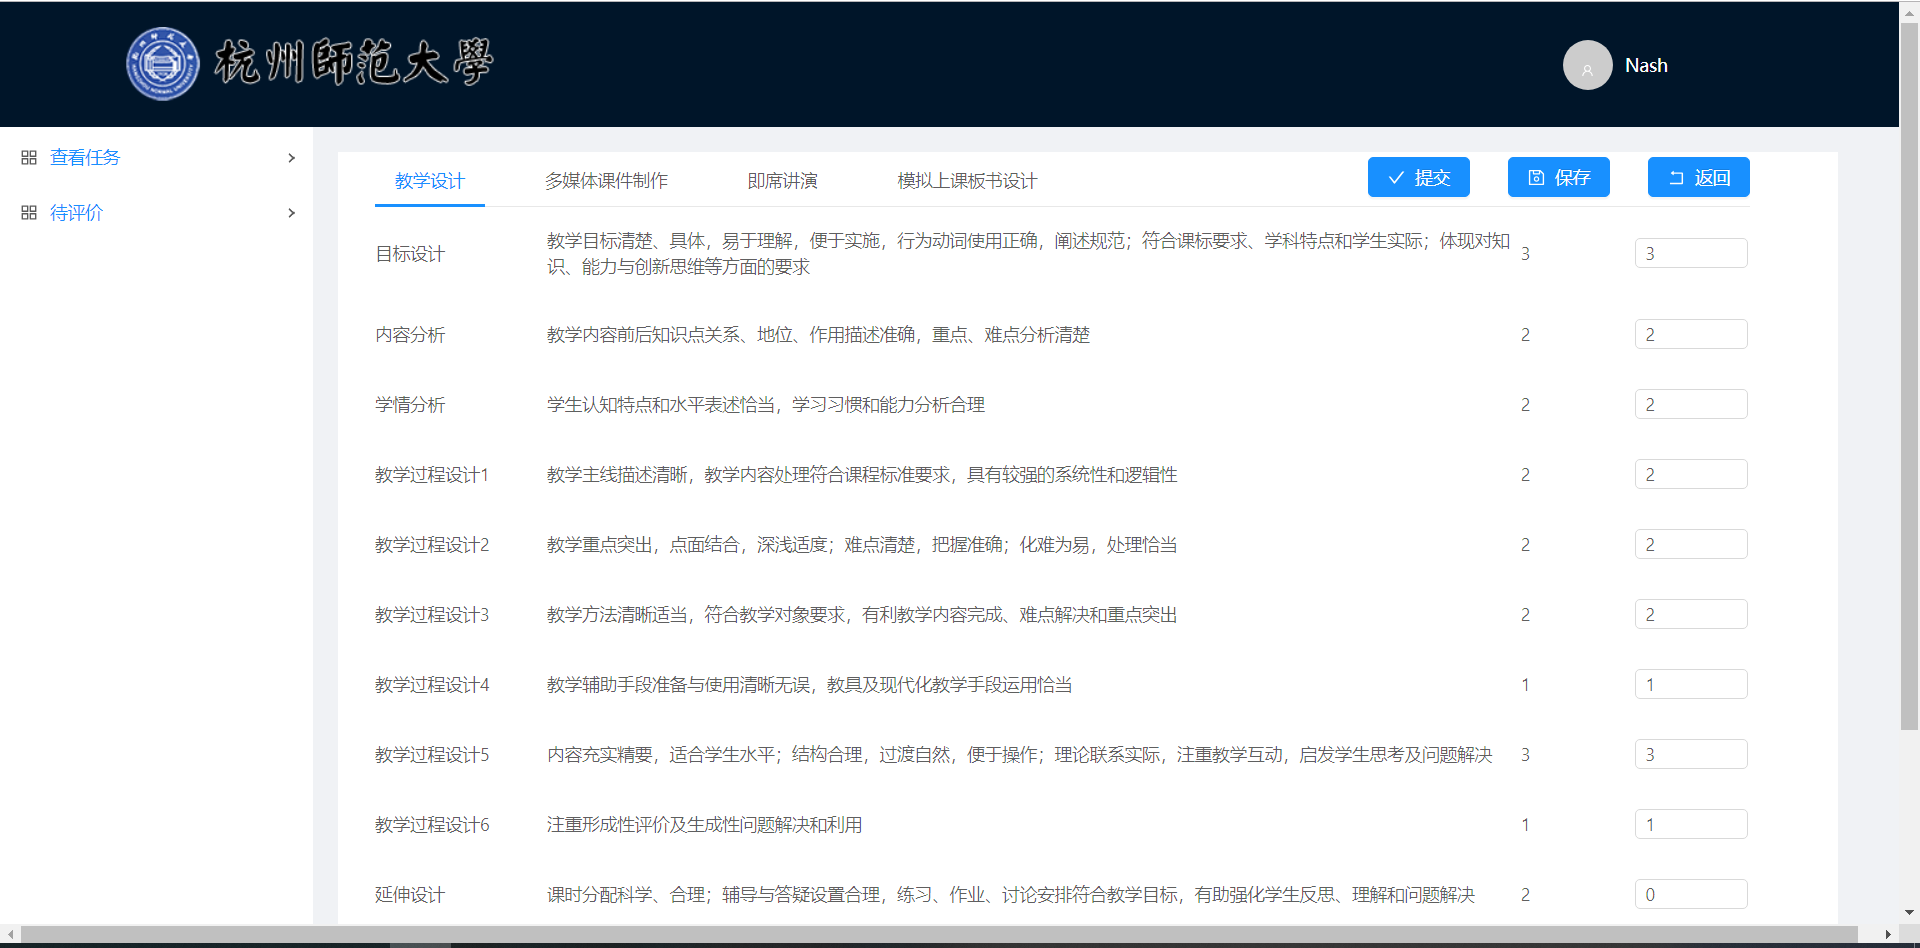 杭州師范大學
Nash
查看任务
待评价
教学设计 多媒体课件制作 即席讲演 模拟上课板书设计 提交 保存 返回
目标设计 教学目标清楚、具体，易于理解，便于实施，行为动词使用正确，阐述规范；符合课标要求、学科特点和学生实际；体现对知
识、能力与创新思维等方面的要求 3 3
内容分析 教学内容前后知识点关系、地位、作用描述准确，重点、难点分析清楚 2 2
学情分析 学生认知特点和水平表述恰当，学习习惯和能力分析合理 2 2
教学过程设计1 教学主线描述清晰，教学内容处理符合课程标准要求，具有较强的系统性和逻辑性 2 2
教学过程设计2 教学重点突出，点面结合，深浅适度；难点清楚，把握准确；化难为易，处理恰当 2 2
教学过程设计3 教学方法清晰适当，符合教学对象要求，有利教学内容完成、难点解决和重点突出 2 2
教学过程设计4 教学辅助手段准备与使用清晰无误，教具及现代化教学手段运用恰当 1 1
教学过程设计5 内容充实精要，适合学生水平；结构合理，过渡自然，便于操作；理论联系实际，注重教学互动，启发学生思考及问题解决 3 3
教学过程设计6 注重形成性评价及生成性问题解决和利用 1 1
延伸设计 课时分配科学、合理；辅导与答疑设置合理，练习、作业、讨论安排符合教学目标，有助强化学生反思、理解和问题解决 2 0